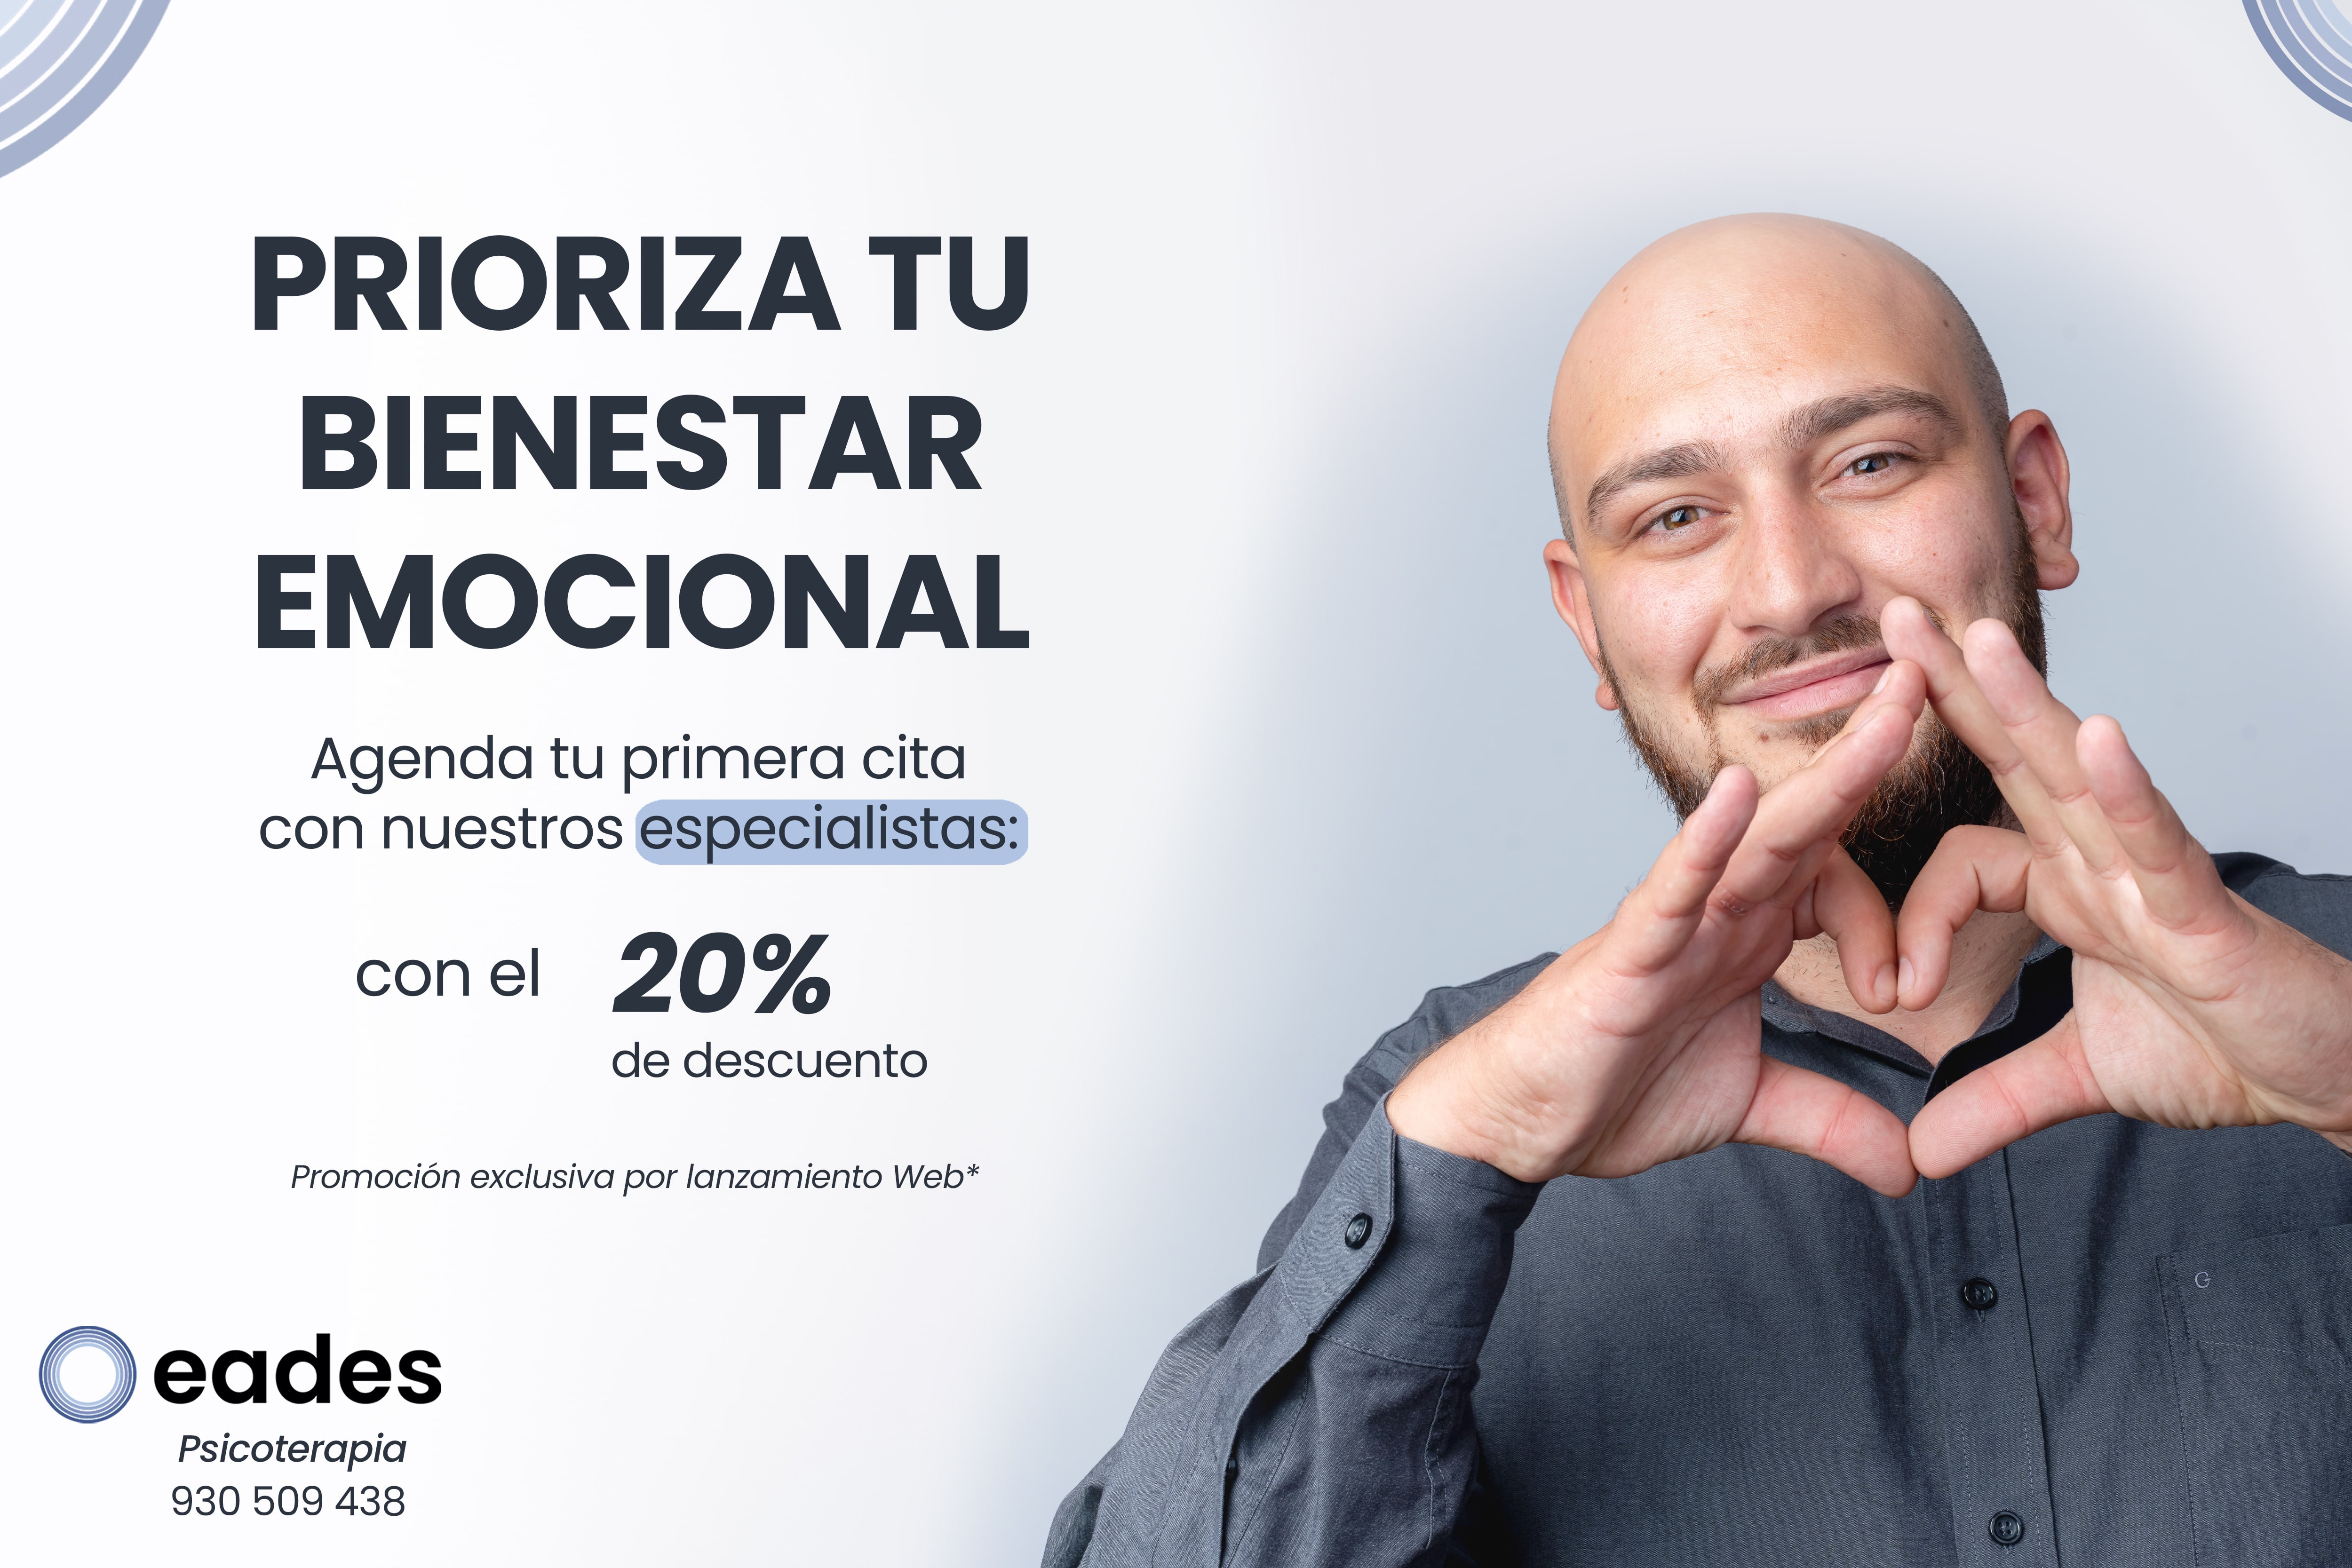 PRIORIZA TU
BIENESTAR
EMOCIONAL
Agenda tu primera cita
con nuestros especialistas:
con el 20%
de descuento
Promoción exclusiva por lanzamiento Web*
eades
Psicoterapia
930 509 438
G